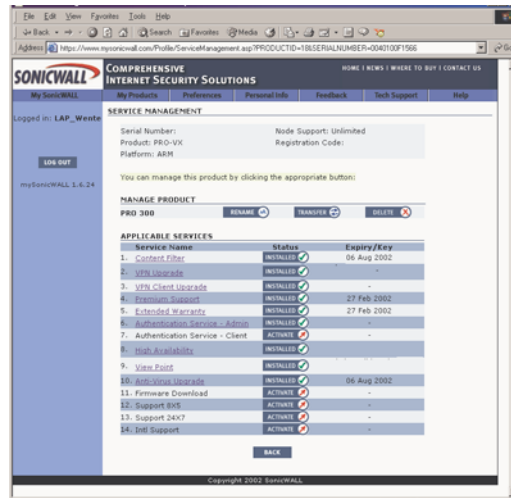 File Edit View Favorites Tools Help
Back Search Favorites Media
Address https://www.mysonicwall.com/Profile/ServiceManagement.asp?PRODUCTID=18&SERIALNUMBER=0040100F1566 Go
SONICWALL
COMPREHENSIVE
INTERNET SECURITY SOLUTIONS
HOME | NEWS | WHERE TO BUY | CONTACT US
My SonicWALL My Products Preferences Personal Info Feedback Tech Support Help
Logged in: LAP_Wente
LOG OUT
mySonicWALL 1.6.24
SERVICE MANAGEMENT
Serial Number: Node Support: Unlimited
Product: PRO-VX Registration Code:
Platform: ARM
You can manage this product by clicking the appropriate button:
MANAGE PRODUCT
PRO 300 RENAME TRANSFER DELETE
APPLICABLE SERVICES
Service Name Status Expiry/Key
1. Content Filter INSTALLED 06 Aug 2002
2. VPN Upgrade INSTALLED -
3. VPN Client Upgrade INSTALLED -
4. Premium Support INSTALLED 27 Feb 2002
5. Extended Warranty INSTALLED 27 Feb 2002
6. Authentication Service - Admin INSTALLED -
7. Authentication Service - Client ACTIVATE -
8. High Availability INSTALLED
9. View Point INSTALLED
10. Anti-Virus Upgrade INSTALLED 06 Aug 2002
11. Firmware Download ACTIVATE -
12. Support 8X5 ACTIVATE -
13. Support 24X7 ACTIVATE -
14. Intl Support ACTIVATE -
BACK
Copyright 2002 SonicWALL